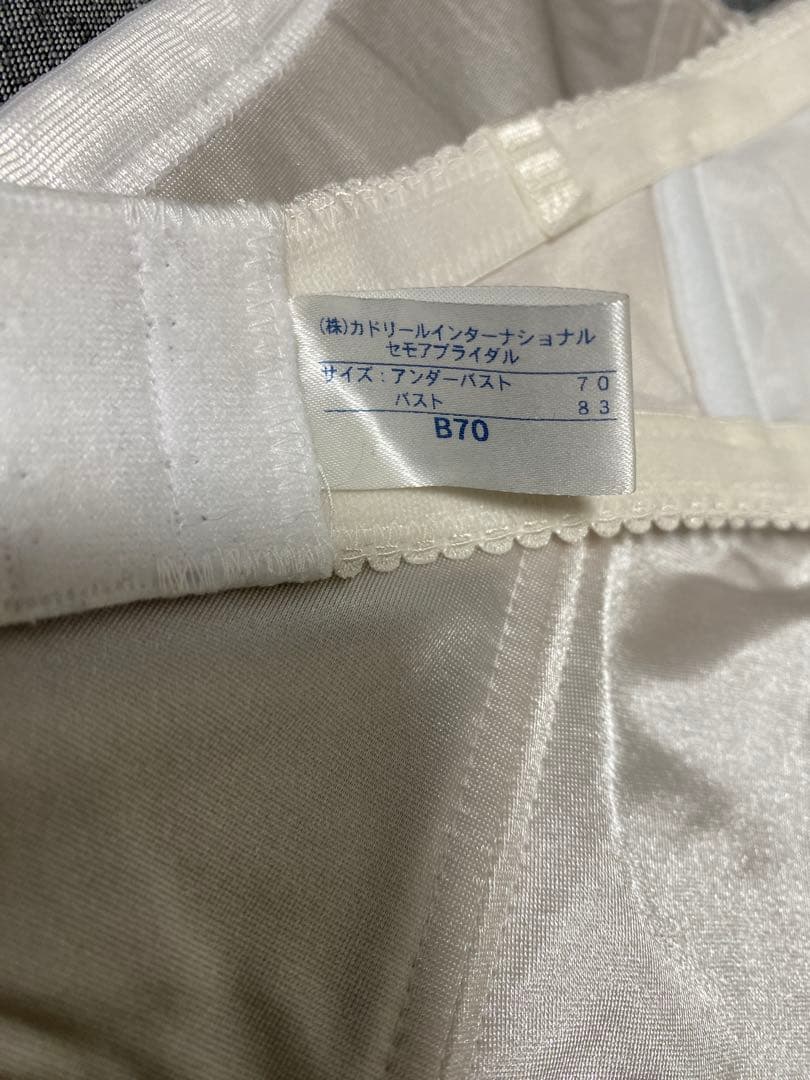 (株)カドリールインターナショナル
セモアブライダル
サイズ:アンダーバスト 70
バスト 83
B70